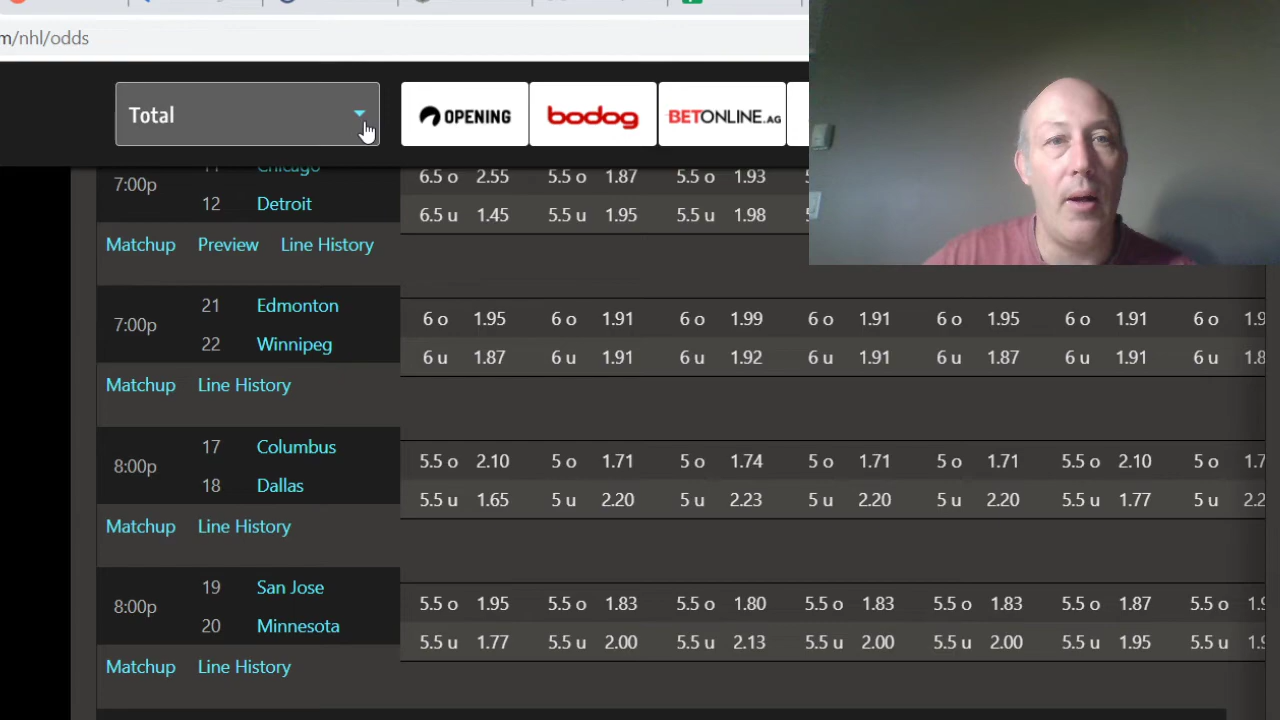 m/nhl/odds
Total OPENING bodog BETONLINE.AG
11 Chicago 6.5 o 2.55 5.5 o 1.87 5.5 o 1.93
7:00p
12 Detroit 6.5 u 1.45 5.5 u 1.95 5.5 u 1.98
Matchup Preview Line History
21 Edmonton 6 o 1.95 6 o 1.91 6 o 1.99 6 o 1.91 6 o 1.95 6 o 1.91 6 o
7:00p
22 Winnipeg 6 u 1.87 6 u 1.91 6 u 1.92 6 u 1.91 6 u 1.87 6 u 1.91 6 u
Matchup Line History
17 Columbus 5.5 o 2.10 5 o 1.71 5 o 1.74 5 o 1.71 5 o 1.71 5.5 o 2.10 5 o
8:00p
18 Dallas 5.5 u 1.65 5 u 2.20 5 u 2.23 5 u 2.20 5 u 2.20 5.5 u 1.77 5 u
Matchup Line History
19 San Jose 5.5 o 1.95 5.5 o 1.83 5.5 o 1.80 5.5 o 1.83 5.5 o 1.83 5.5 o 1.87 5.5 o
8:00p
20 Minnesota 5.5 u 1.77 5.5 u 2.00 5.5 u 2.13 5.5 u 2.00 5.5 u 2.00 5.5 u 1.95 5.5 u
Matchup Line History